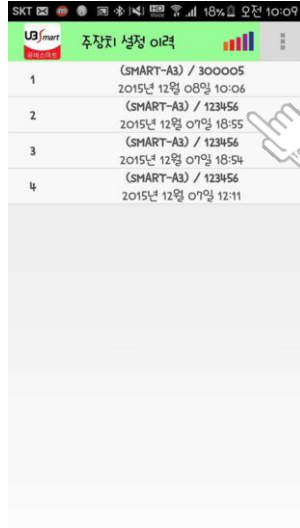 SKT 18% 오전 10:09
UBSmart
유비스마트
주장치 설정 이력
1
(SMART-A3) / 300005
2015년 12월 08일 10:06
2
(SMART-A3) / 123456
2015년 12월 07일 18:55
3
(SMART-A3) / 123456
2015년 12월 07일 18:54
4
(SMART-A3) / 123456
2015년 12월 07일 12:11